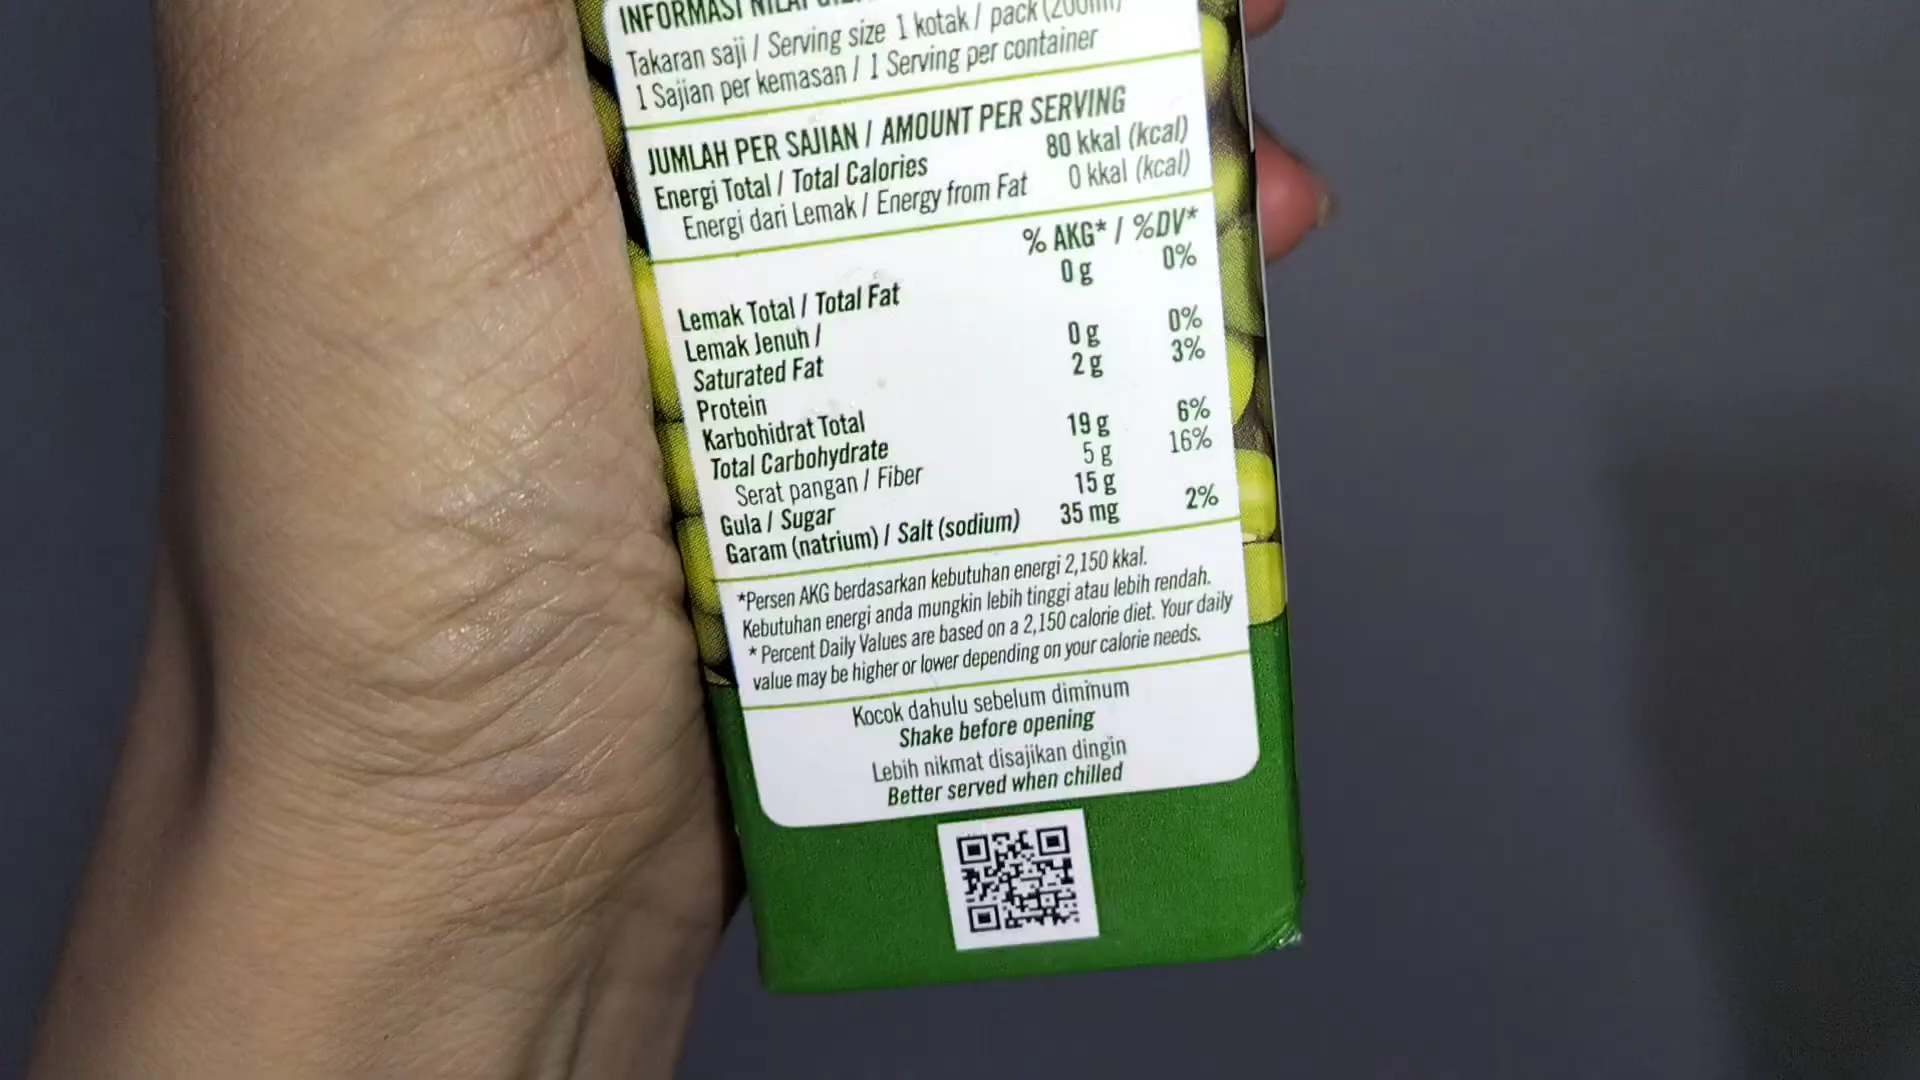 INFORMASI NILAI
Takaran saji / Serving size 1 kotak / pack (200ml)
1 Sajian per kemasan / 1 Serving per container
JUMLAH PER SAJIAN / AMOUNT PER SERVING
Energi Total / Total Calories 80 kkal (kcal)
Energi dari Lemak / Energy from Fat 0 kkal (kcal)
% AKG* / %DV*
Lemak Total / Total Fat 0 g 0%
Lemak Jenuh /
Saturated Fat 0 g 0%
Protein 2 g 3%
Karbohidrat Total
Total Carbohydrate 19 g 6%
Serat pangan / Fiber 5 g 16%
Gula / Sugar 15 g
Garam (natrium) / Salt (sodium) 35 mg 2%
*Persen AKG berdasarkan kebutuhan energi 2,150 kkal.
Kebutuhan energi anda mungkin lebih tinggi atau lebih rendah.
* Percent Daily Values are based on a 2,150 calorie diet. Your daily
value may be higher or lower depending on your calorie needs.
Kocok dahulu sebelum diminum
Shake before opening
Lebih nikmat disajikan dingin
Better served when chilled